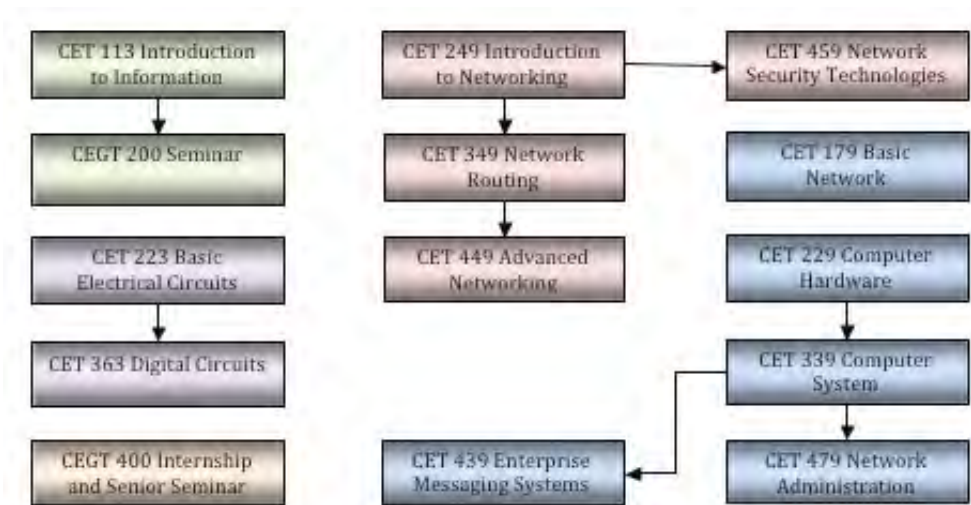 CET 113 Introduction
to Information
CET 249 Introduction
to Networking
CET 459 Network
Security Technologies
CEGT 200 Seminar
CET 349 Network
Routing
CET 179 Basic
Network
CET 223 Basic
Electrical Circuits
CET 449 Advanced
Networking
CET 229 Computer
Hardware
CET 363 Digital Circuits
CET 339 Computer
System
CEGT 400 Internship
and Senior Seminar
CET 439 Enterprise
Messaging Systems
CET 479 Network
Administration